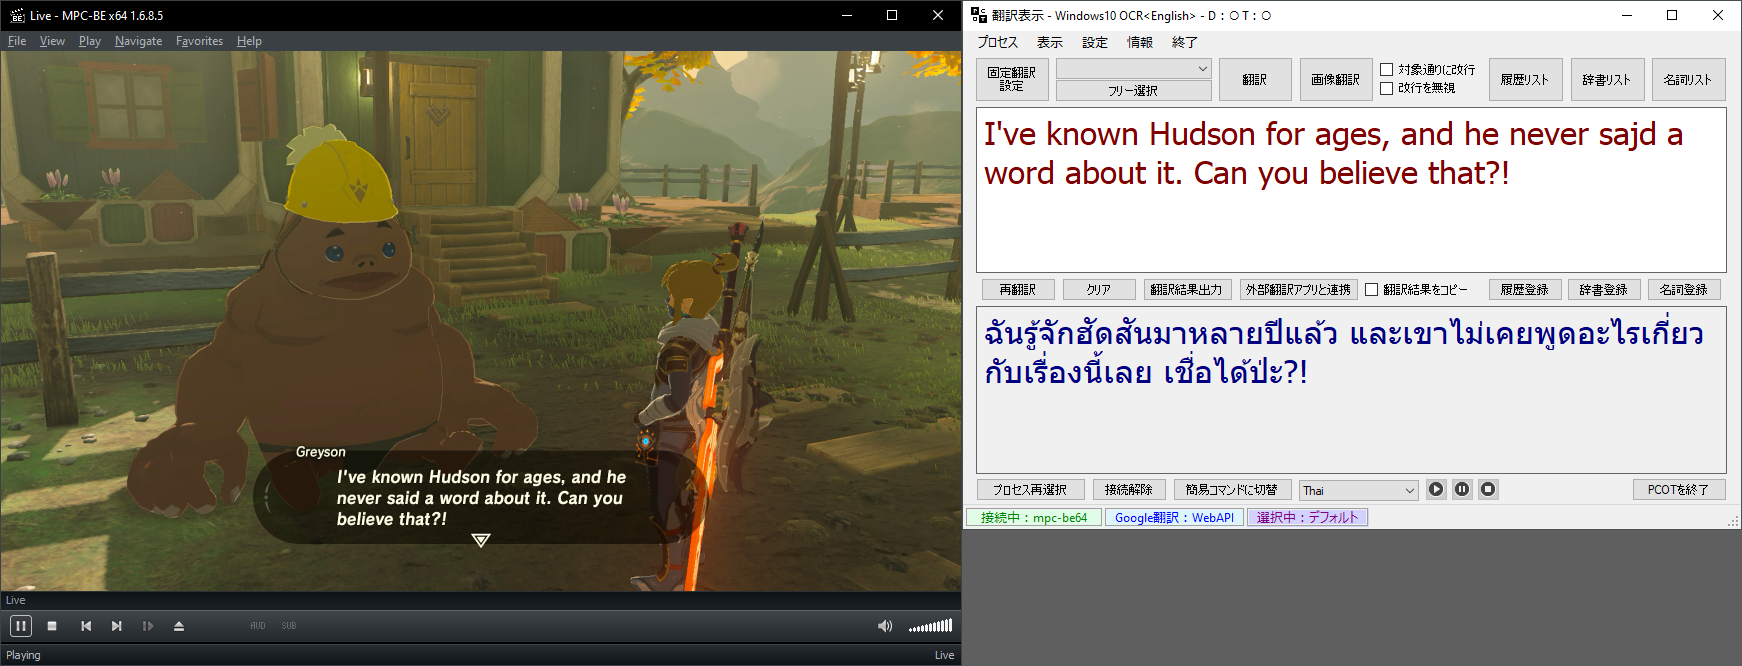 Live - MPC-BE x64 1.6.8.5
File View Play Navigate Favorites Help
Greyson
I've known Hudson for ages, and he
never said a word about it. Can you
believe that?!
Live
AUD SUB
Playing
Live
翻訳表示 - Windows10 OCR<English> - D：〇 T：〇
プロセス 表示 設定 情報 終了
固定翻訳
設定
フリー選択
翻訳
画像翻訳
対象通りに改行
改行を無視
履歴リスト
辞書リスト
名詞リスト
I've known Hudson for ages, and he never sajd a
word about it. Can you believe that?!
再翻訳 クリア 翻訳結果出力 外部翻訳アプリと連携 翻訳結果をコピー 履歴登録 辞書登録 名詞登録
ฉันรู้จักฮัดสันมาหลายปีแล้ว และเขาไม่เคยพูดอะไรเกี่ยว
กับเรื่องนี้เลย เชื่อได้ป่ะ?!
プロセス再選択 接続解除 簡易コマンドに切替 Thai PCOTを終了
接続中：mpc-be64 Google翻訳：WebAPI 選択中：デフォルト